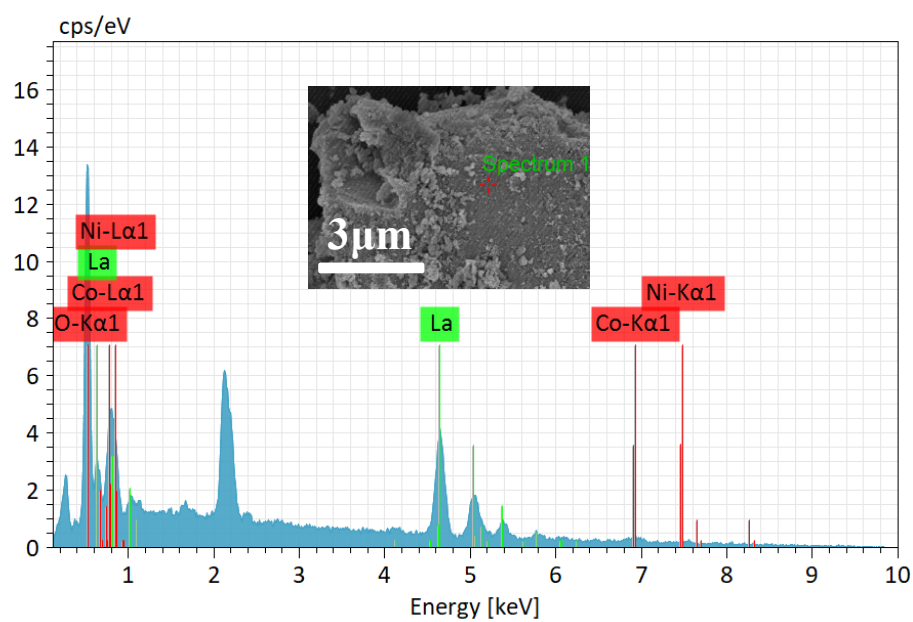 cps/eV
16
14
12
10
8
6
4
2
0
Ni-Lα1
La
Co-Lα1
O-Kα1
Spectrum 1
3μm
La
Ni-Kα1
Co-Kα1
1 2 3 4 5 6 7 8 9 10
Energy [keV]